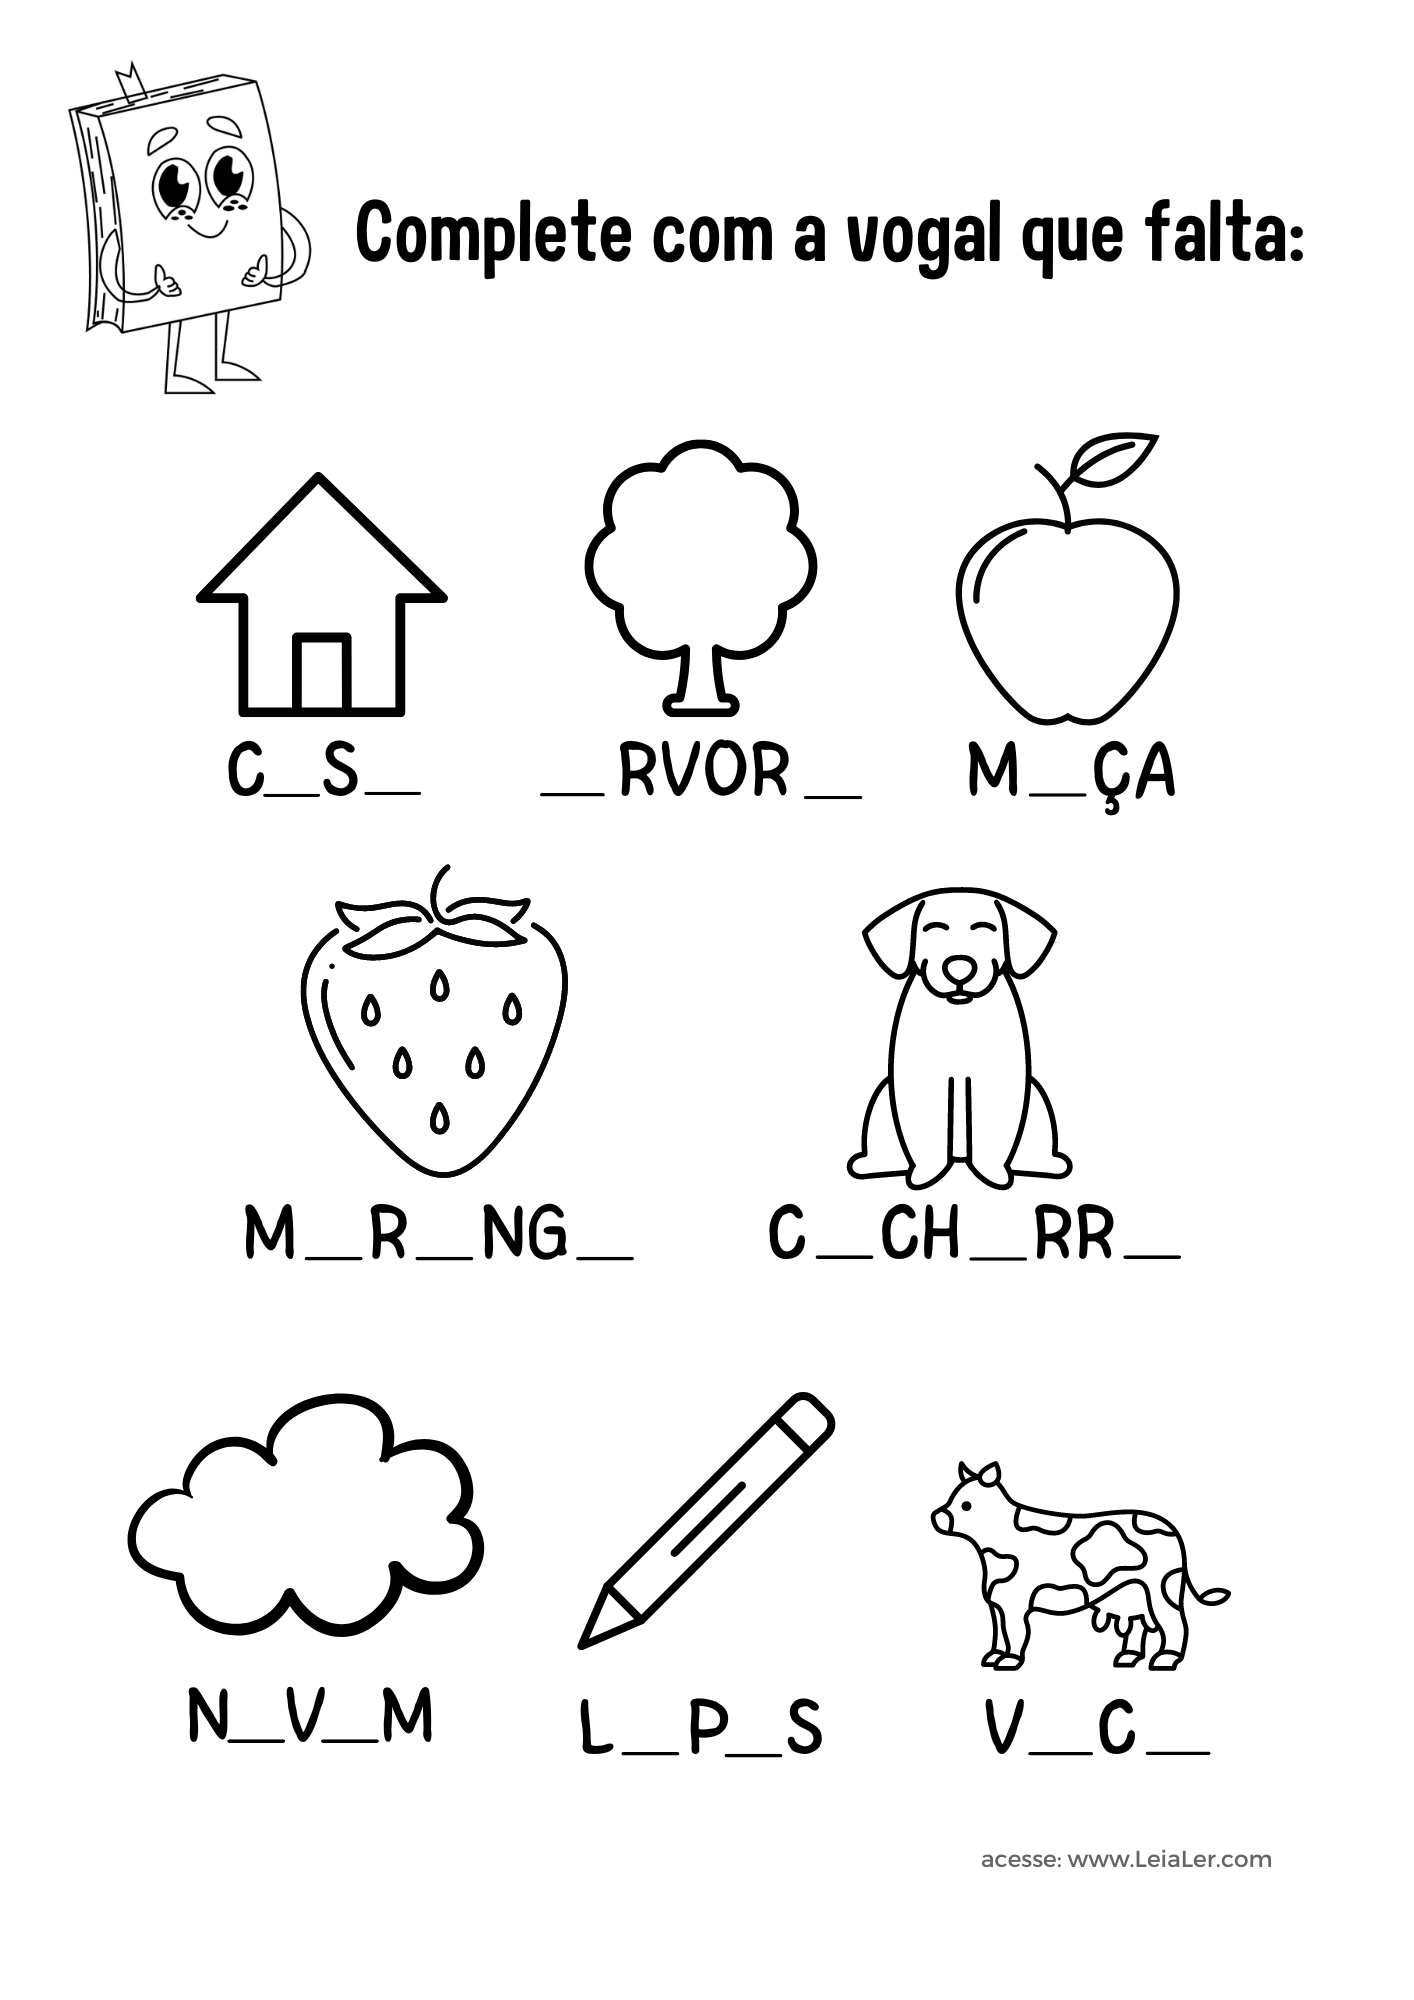 Complete com a vogal que falta:
C__S__ __RVOR__ M__ÇA
M__R__NG__ C__CH__RR__
N__V__M L__P__S V__C__
acesse: www.LeiaLer.com